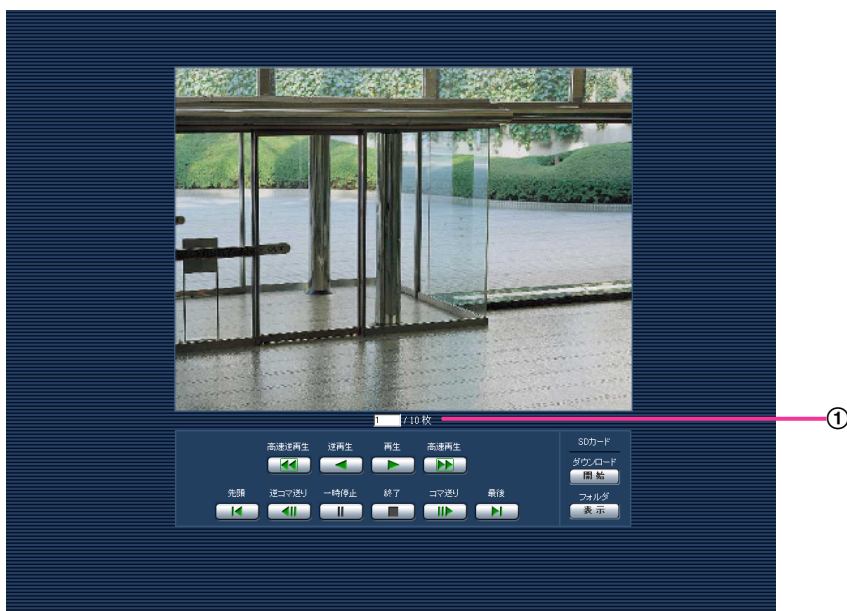 1 / 10 枚
①
高速逆再生 逆再生 再生 高速再生
先頭 逆コマ送り 一時停止 終了 コマ送り 最後
SDカード
ダウンロード
開 始
フォルダ
表 示